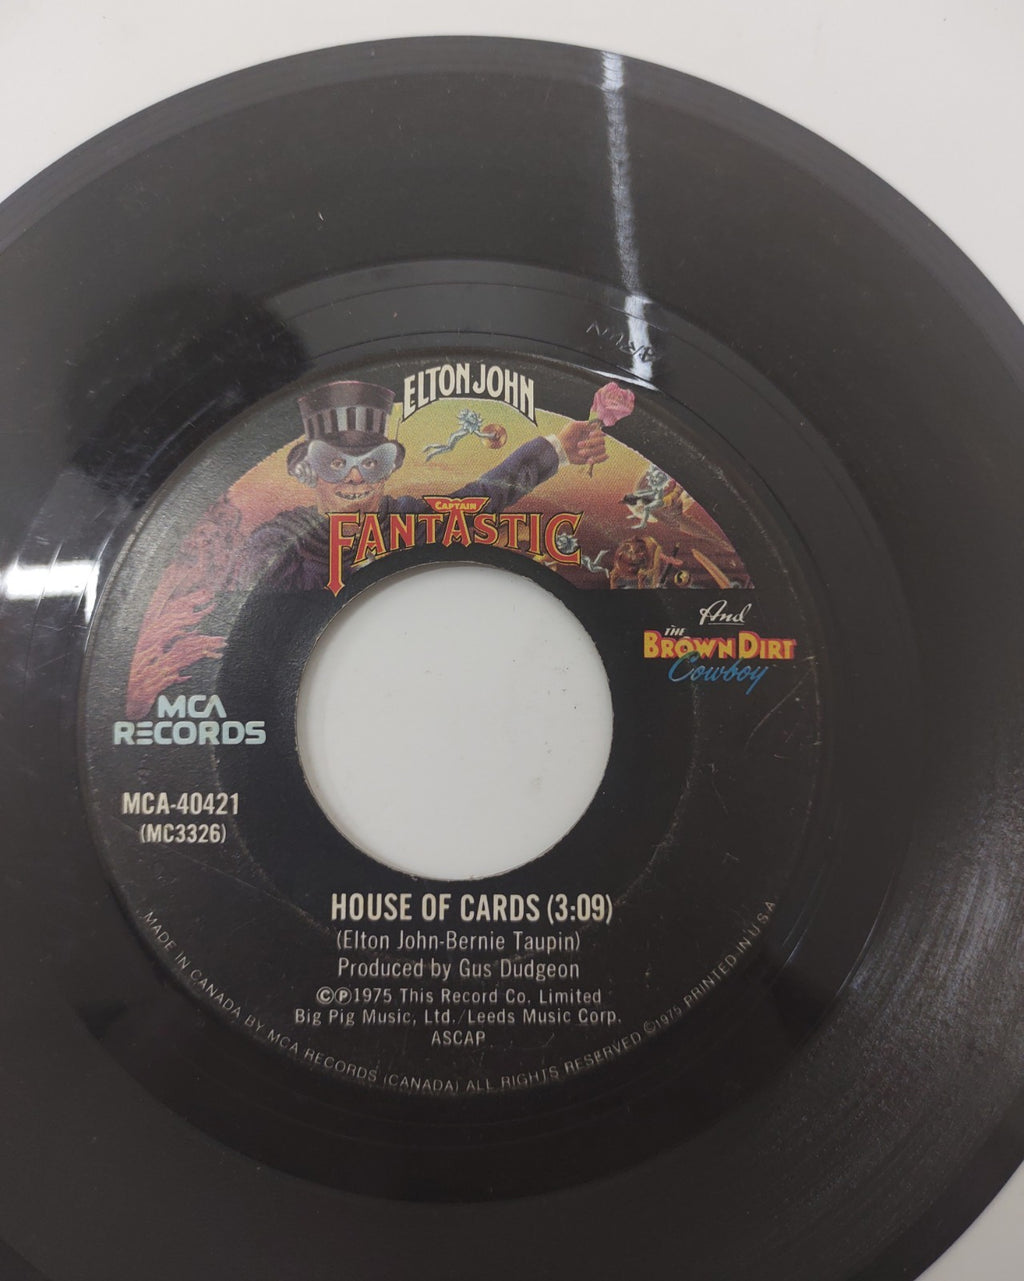 ELTON JOHN
CAPTAIN
FANTASTIC
And
THE
BROWN DIRT
Cowboy
MCA
RECORDS
MCA-40421
(MC3326)
HOUSE OF CARDS (3:09)
(Elton John-Bernie Taupin)
Produced by Gus Dudgeon
©℗1975 This Record Co. Limited
Big Pig Music, Ltd./Leeds Music Corp.
ASCAP
MADE IN CANADA BY MCA RECORDS (CANADA) ALL RIGHTS RESERVED ©1975 PRINTED IN U.S.A